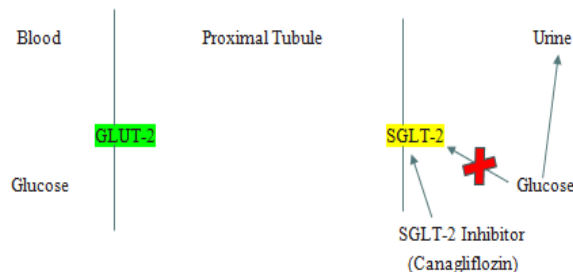 Blood
Proximal Tubule
Urine
GLUT-2
SGLT-2
Glucose
Glucose
SGLT-2 Inhibitor
(Canagliflozin)